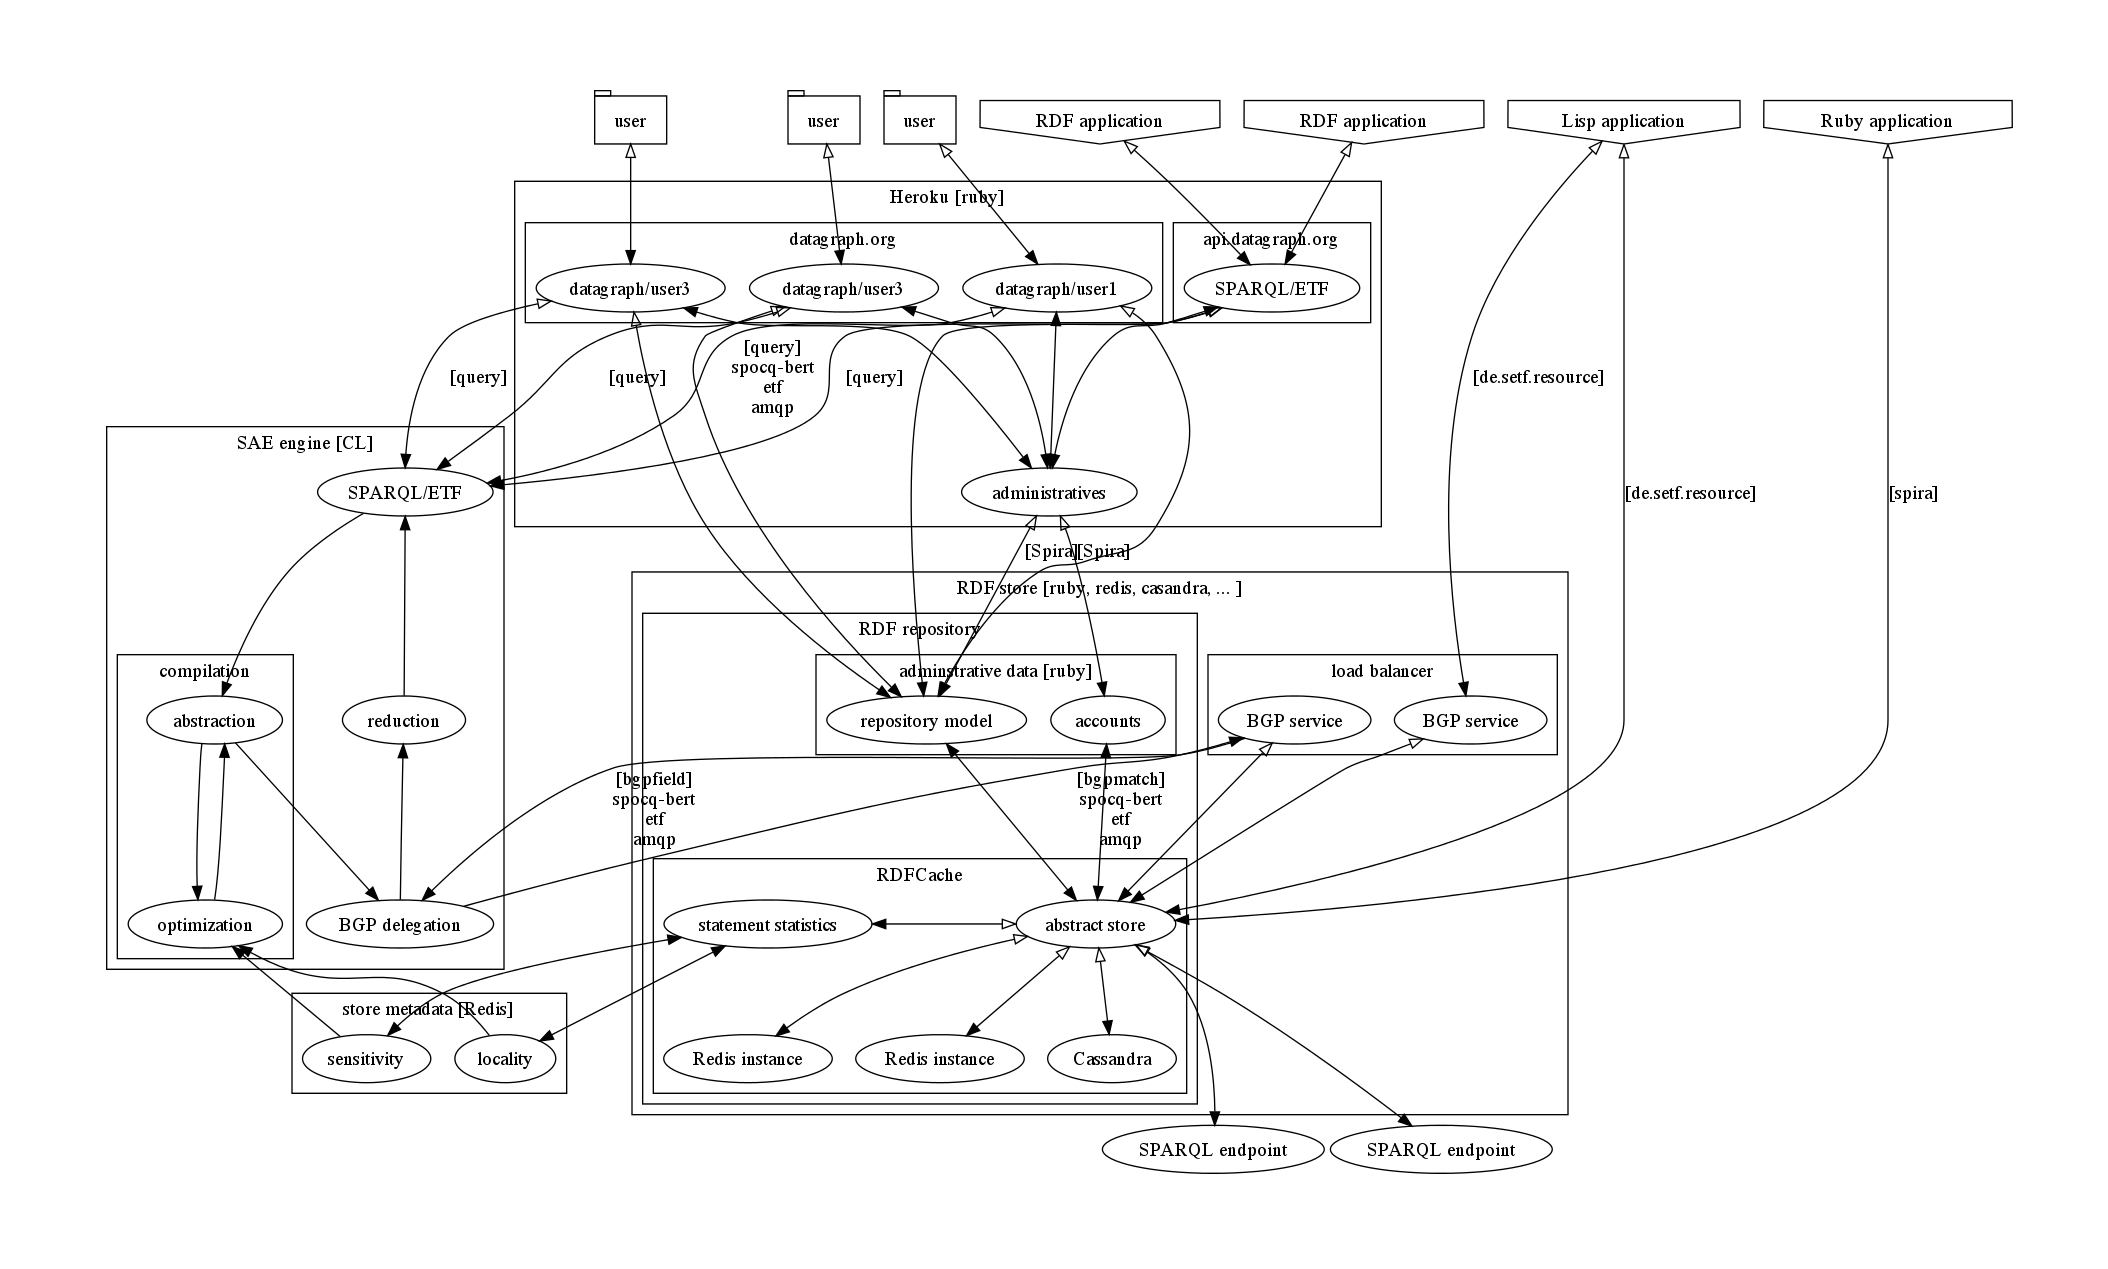 user
user
user
RDF application
RDF application
Lisp application
Ruby application
Heroku [ruby]
datagraph.org
api.datagraph.org
datagraph/user3
datagraph/user3
datagraph/user1
SPARQL/ETF
[query]
[query]
[query]
spocq-bert
etf
amqp
[query]
[de.setf.resource]
SAE engine [CL]
SPARQL/ETF
administratives
[de.setf.resource]
[spira]
[Spira]
[Spira]
RDF store [ruby, redis, casandra, ... ]
RDF repository
compilation
adminstrative data [ruby]
load balancer
abstraction
reduction
repository model
accounts
BGP service
BGP service
[bgpfield]
spocq-bert
etf
amqp
[bgpmatch]
spocq-bert
etf
amqp
RDFCache
optimization
BGP delegation
statement statistics
abstract store
store metadata [Redis]
sensitivity
locality
Redis instance
Redis instance
Cassandra
SPARQL endpoint
SPARQL endpoint